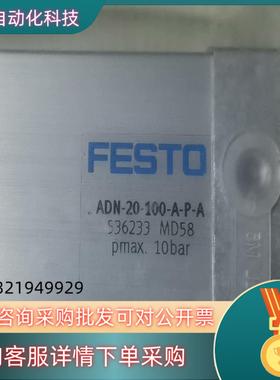 自动化科技
FESTO
ADN-20-100-A-P-A
536233 MD58
pmax. 10bar
821949929
咨询采购批发可对公开票
客服详情下单采购